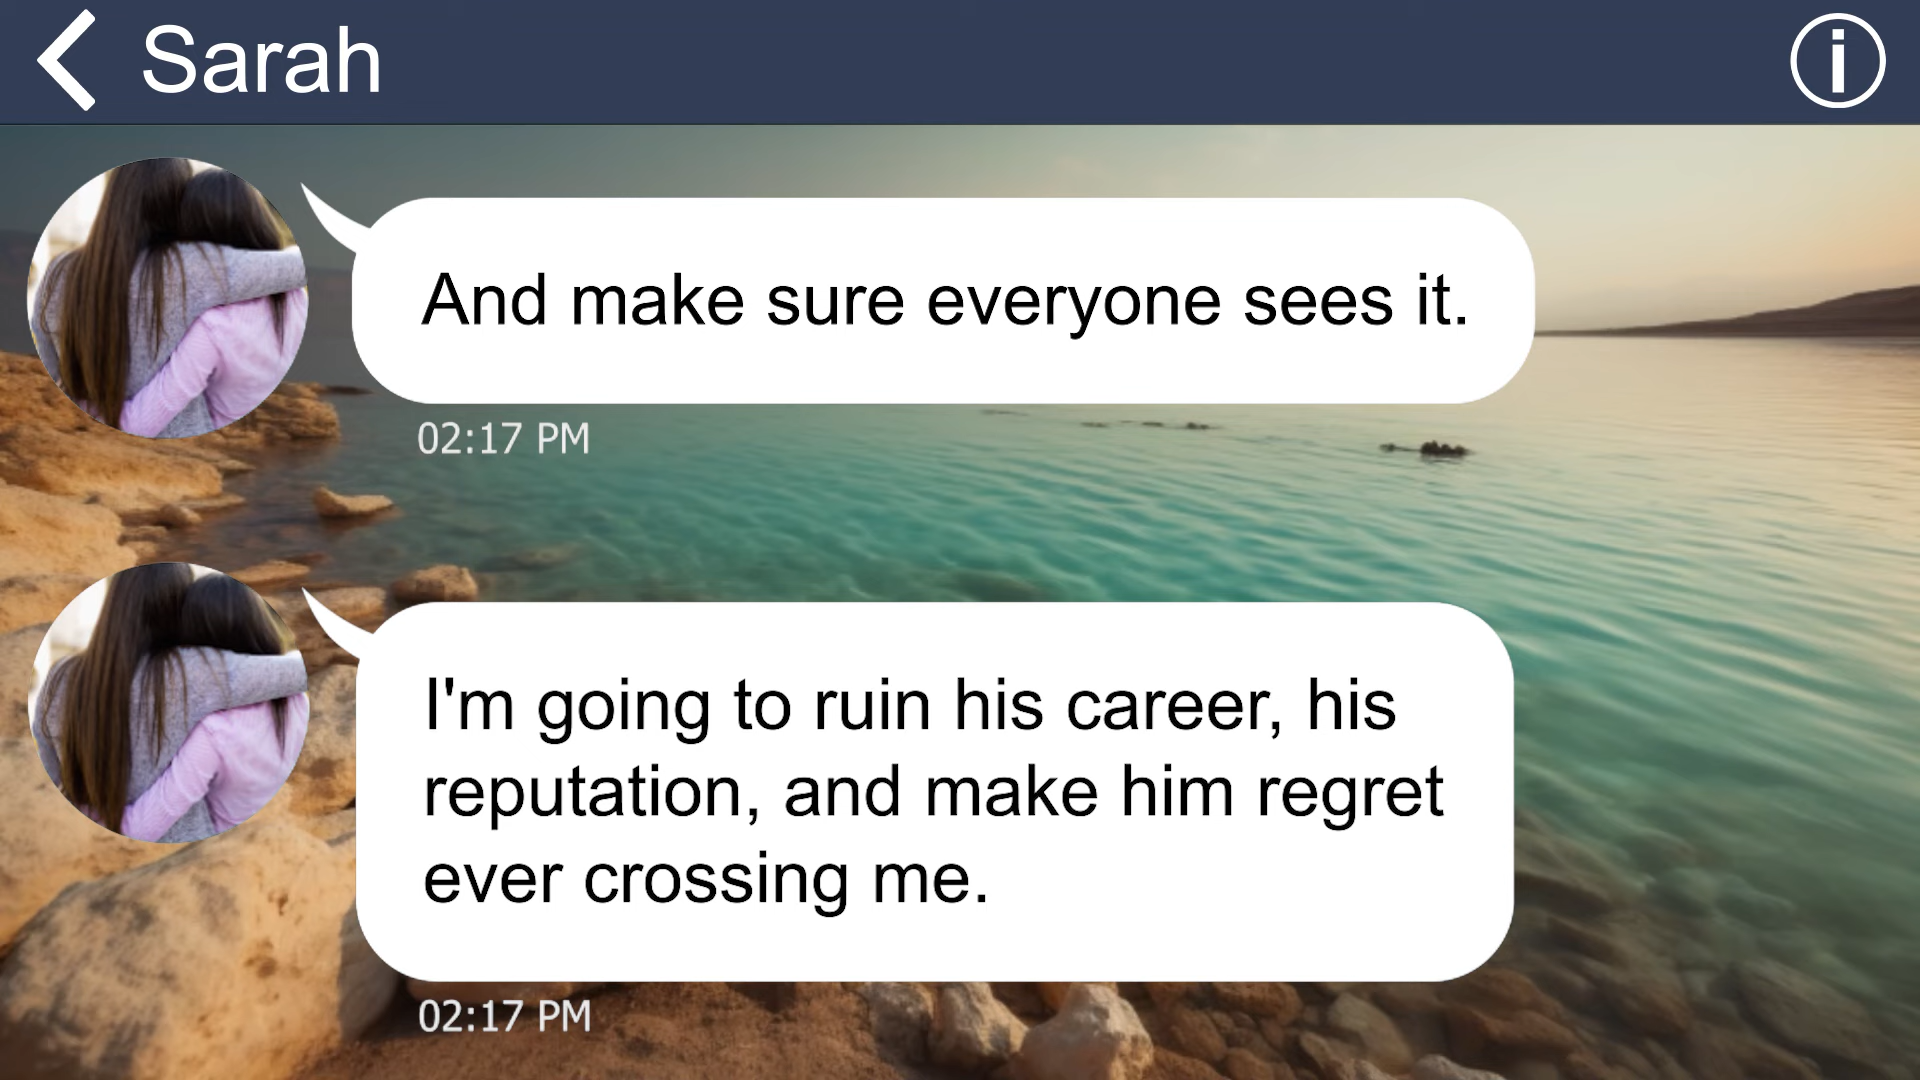 Sarah
And make sure everyone sees it.
02:17 PM
I'm going to ruin his career, his
reputation, and make him regret
ever crossing me.
02:17 PM